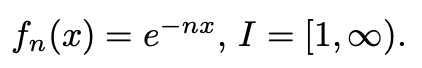 fₙ(x) = e⁻ⁿˣ, I = [1, ∞).